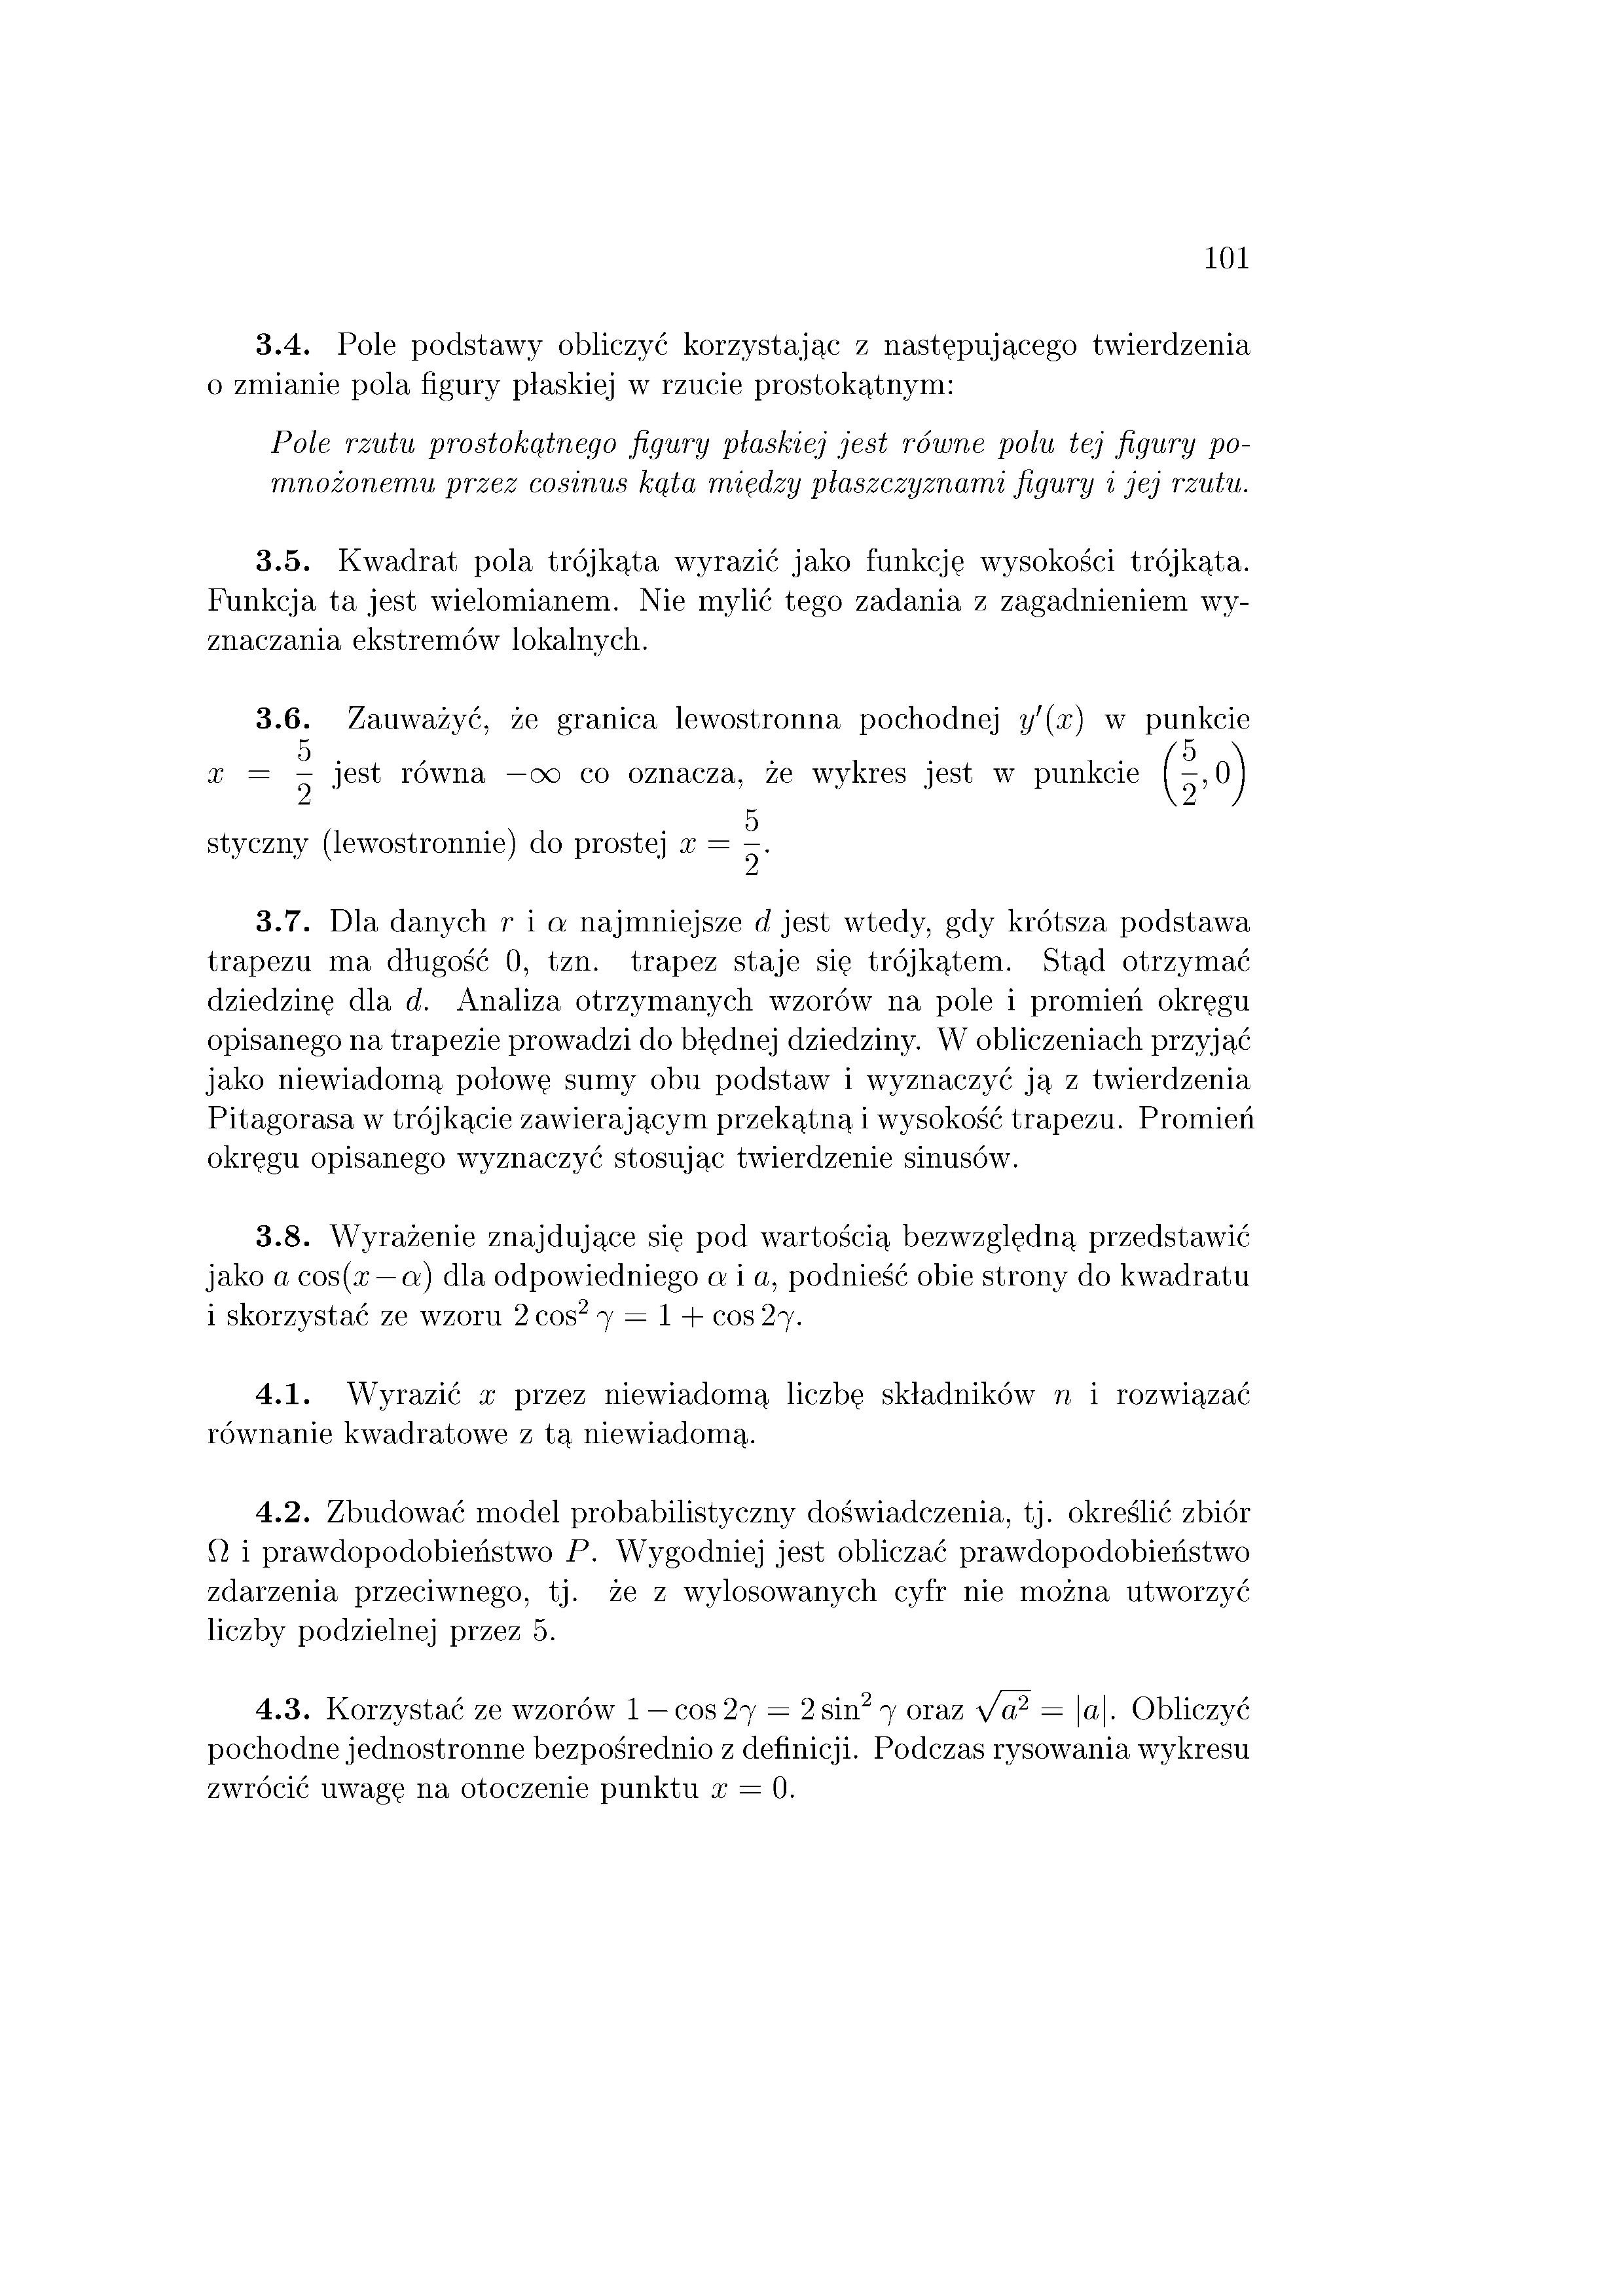 101
3.4. Pole podstawy obliczyć korzystając z następującego twierdzenia
o zmianie pola figury płaskiej w rzucie prostokątnym:
Pole rzutu prostokątnego figury płaskiej jest równe polu tej figury po-
mnożonemu przez cosinus kąta między płaszczyznami figury i jej rzutu.
3.5. Kwadrat pola trójkąta wyrazić jako funkcję wysokości trójkąta.
Funkcja ta jest wielomianem. Nie mylić tego zadania z zagadnieniem wy-
znaczania ekstremów lokalnych.
3.6. Zauważyć, że granica lewostronna pochodnej $y'(x)$ w punkcie
$x = \frac{5}{2}$ jest równa $-\infty$ co oznacza, że wykres jest w punkcie $\left(\frac{5}{2}, 0\right)$
styczny (lewostronnie) do prostej $x = \frac{5}{2}$.
3.7. Dla danych $r$ i $\alpha$ najmniejsze $d$ jest wtedy, gdy krótsza podstawa
trapezu ma długość 0, tzn. trapez staje się trójkątem. Stąd otrzymać
dziedzinę dla $d$. Analiza otrzymanych wzorów na pole i promień okręgu
opisanego na trapezie prowadzi do błędnej dziedziny. W obliczeniach przyjąć
jako niewiadomą połowę sumy obu podstaw i wyznaczyć ją z twierdzenia
Pitagorasa w trójkącie zawierającym przekątną i wysokość trapezu. Promień
okręgu opisanego wyznaczyć stosując twierdzenie sinusów.
3.8. Wyrażenie znajdujące się pod wartością bezwzględną przedstawić
jako $a \cos(x - \alpha)$ dla odpowiedniego $\alpha$ i $a$, podnieść obie strony do kwadratu
i skorzystać ze wzoru $2 \cos^2 \gamma = 1 + \cos 2\gamma$.
4.1. Wyrazić $x$ przez niewiadomą liczbę składników $n$ i rozwiązać
równanie kwadratowe z tą niewiadomą.
4.2. Zbudować model probabilistyczny doświadczenia, tj. określić zbiór
$\Omega$ i prawdopodobieństwo $P$. Wygodniej jest obliczać prawdopodobieństwo
zdarzenia przeciwnego, tj. że z wylosowanych cyfr nie można utworzyć
liczby podzielnej przez 5.
4.3. Korzystać ze wzorów $1 - \cos 2\gamma = 2 \sin^2 \gamma$ oraz $\sqrt{a^2} = |a|$. Obliczyć
pochodne jednostronne bezpośrednio z definicji. Podczas rysowania wykresu
zwrócić uwagę na otoczenie punktu $x = 0$.